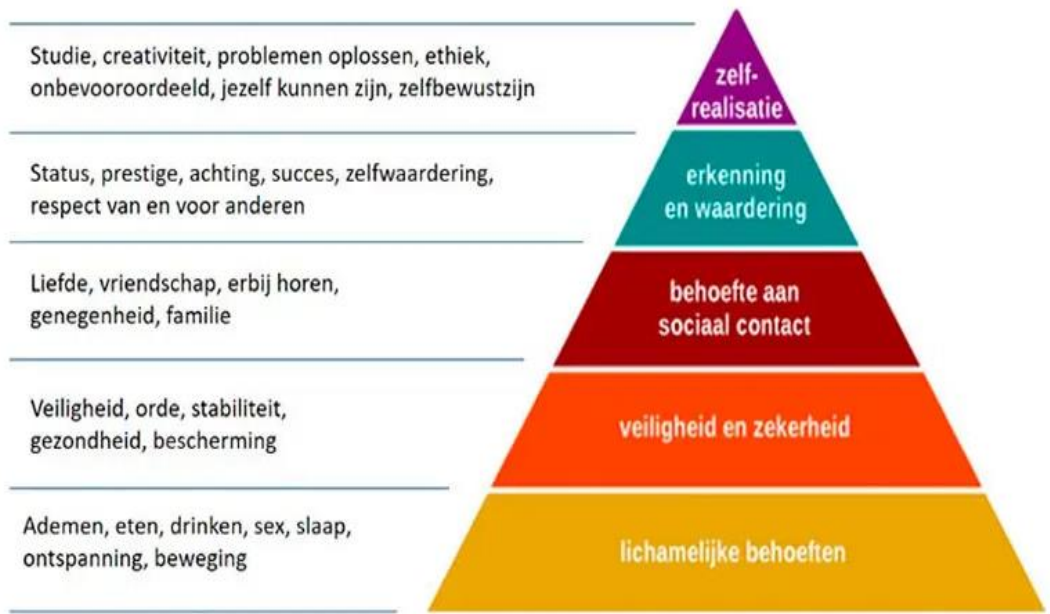 Studie, creativiteit, problemen oplossen, ethiek,
onbevooroordeeld, jezelf kunnen zijn, zelfbewustzijn
zelf-
realisatie
Status, prestige, achting, succes, zelfwaardering,
respect van en voor anderen
erkenning
en waardering
Liefde, vriendschap, erbij horen,
genegenheid, familie
behoefte aan
sociaal contact
Veiligheid, orde, stabiliteit,
gezondheid, bescherming
veiligheid en zekerheid
Ademen, eten, drinken, sex, slaap,
ontspanning, beweging
lichamelijke behoeften